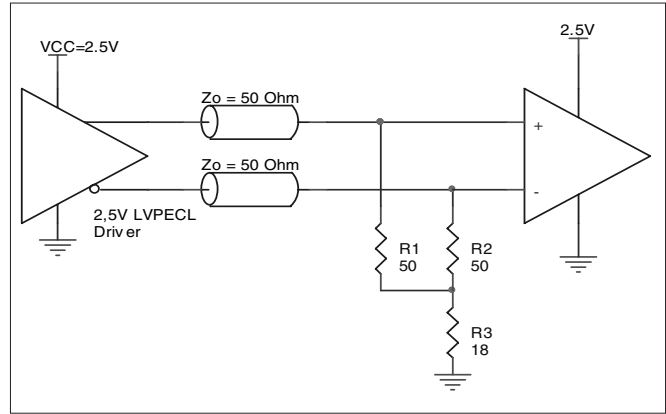 VCC=2.5V
2.5V
Zo = 50 Ohm
+
Zo = 50 Ohm
-
2,5V LVPECL
Driver
R1
50
R2
50
R3
18